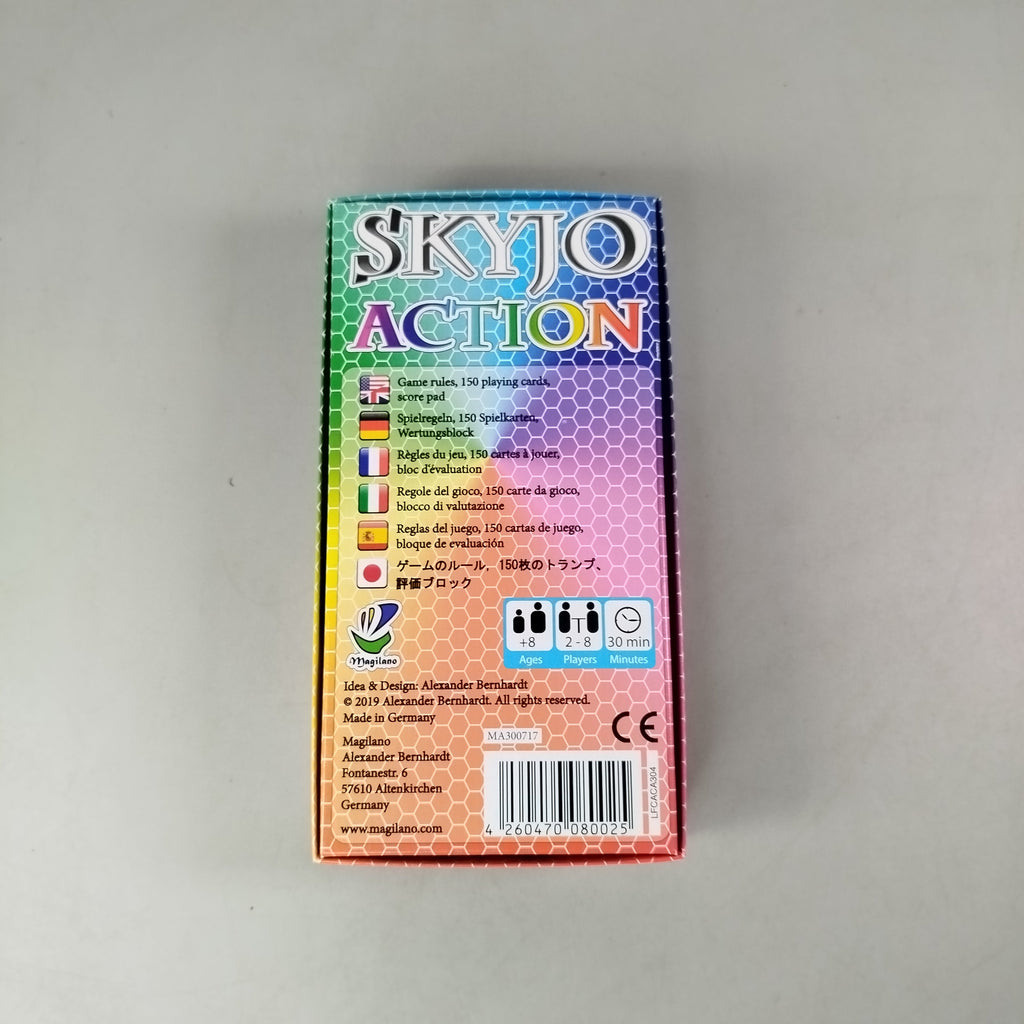 SKYJO
ACTION
Game rules, 150 playing cards,
score pad
Spielregeln, 150 Spielkarten,
Wertungsblock
Règles du jeu, 150 cartes à jouer,
bloc d'évaluation
Regole del gioco, 150 carte da gioco,
blocco di valutazione
Reglas del juego, 150 cartas de juego,
bloque de evaluación
ゲームのルール, 150枚のトランプ、
評価ブロック
Magilano
+8
2 - 8
30 min
Ages
Players
Minutes
Idea & Design: Alexander Bernhardt
© 2019 Alexander Bernhardt. All rights reserved.
Made in Germany
CE
MA300717
Magilano
Alexander Bernhardt
Fontanestr. 6
57610 Altenkirchen
Germany
www.magilano.com
LFCACA304
4 260470 080025